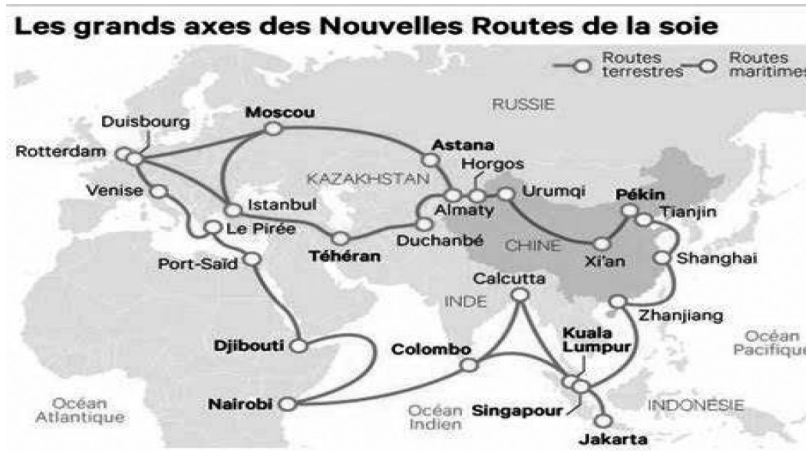 Les grands axes des Nouvelles Routes de la soie
Routes
terrestres
Routes
maritimes
RUSSIE
Moscou
Duisbourg
Rotterdam
Astana
Horgos
KAZAKHSTAN
Urumqi
Venise
Istanbul
Almaty
Pékin
Tianjin
Le Pirée
Duchanbé
CHINE
Téhéran
Xi'an
Port-Saïd
Shanghai
Calcutta
INDE
Zhanjiang
Djibouti
Colombo
Kuala
Lumpur
Océan
Pacifique
Océan
Atlantique
Nairobi
Océan
Indien
Singapour
INDONÉSIE
Jakarta